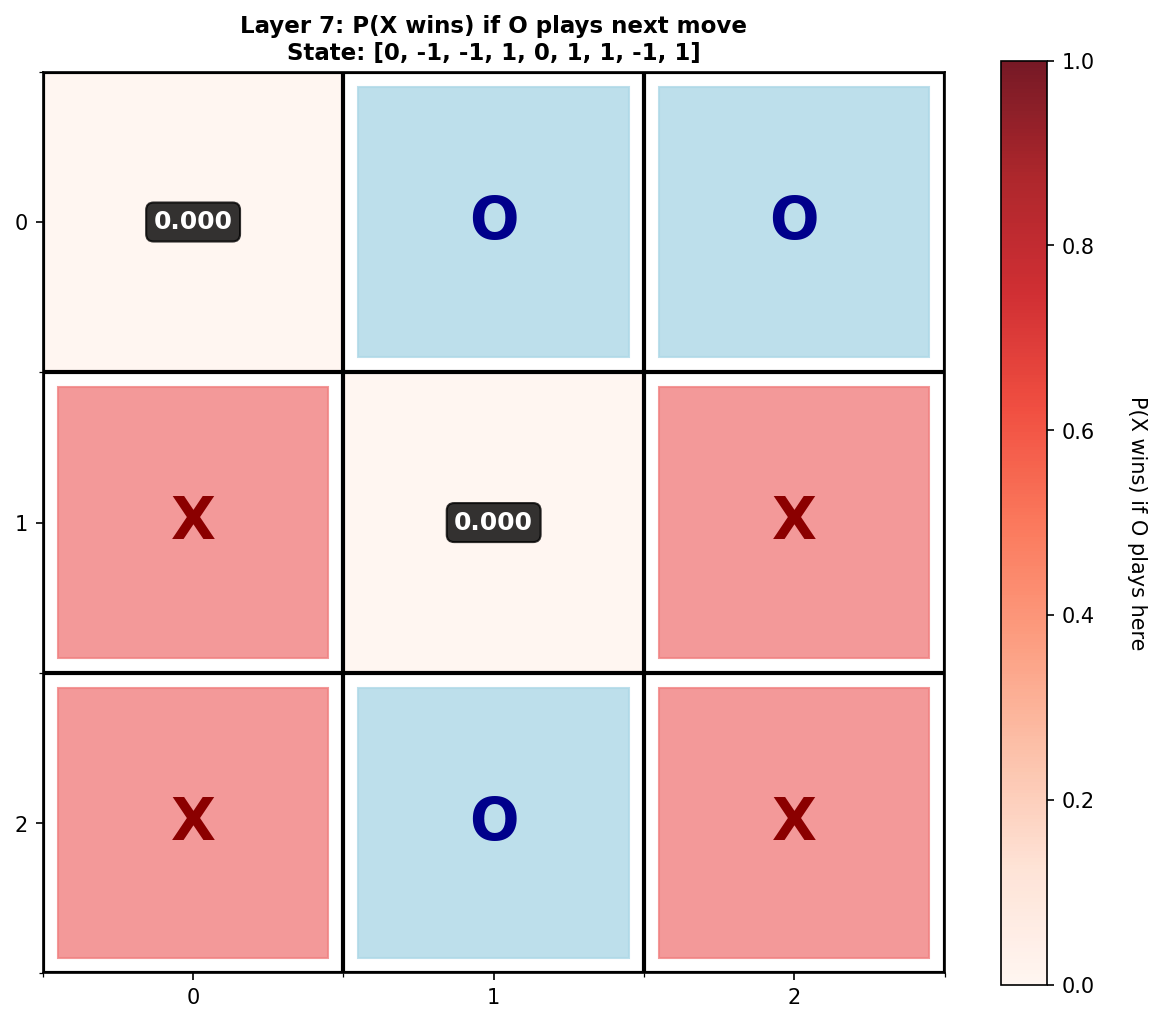 Layer 7: P(X wins) if O plays next move
State: [0, -1, -1, 1, 0, 1, 1, -1, 1]
0
0.000
O
O
1
X
0.000
X
2
X
O
X
0
1
2
1.0
0.8
0.6
0.4
0.2
0.0
P(X wins) if O plays here